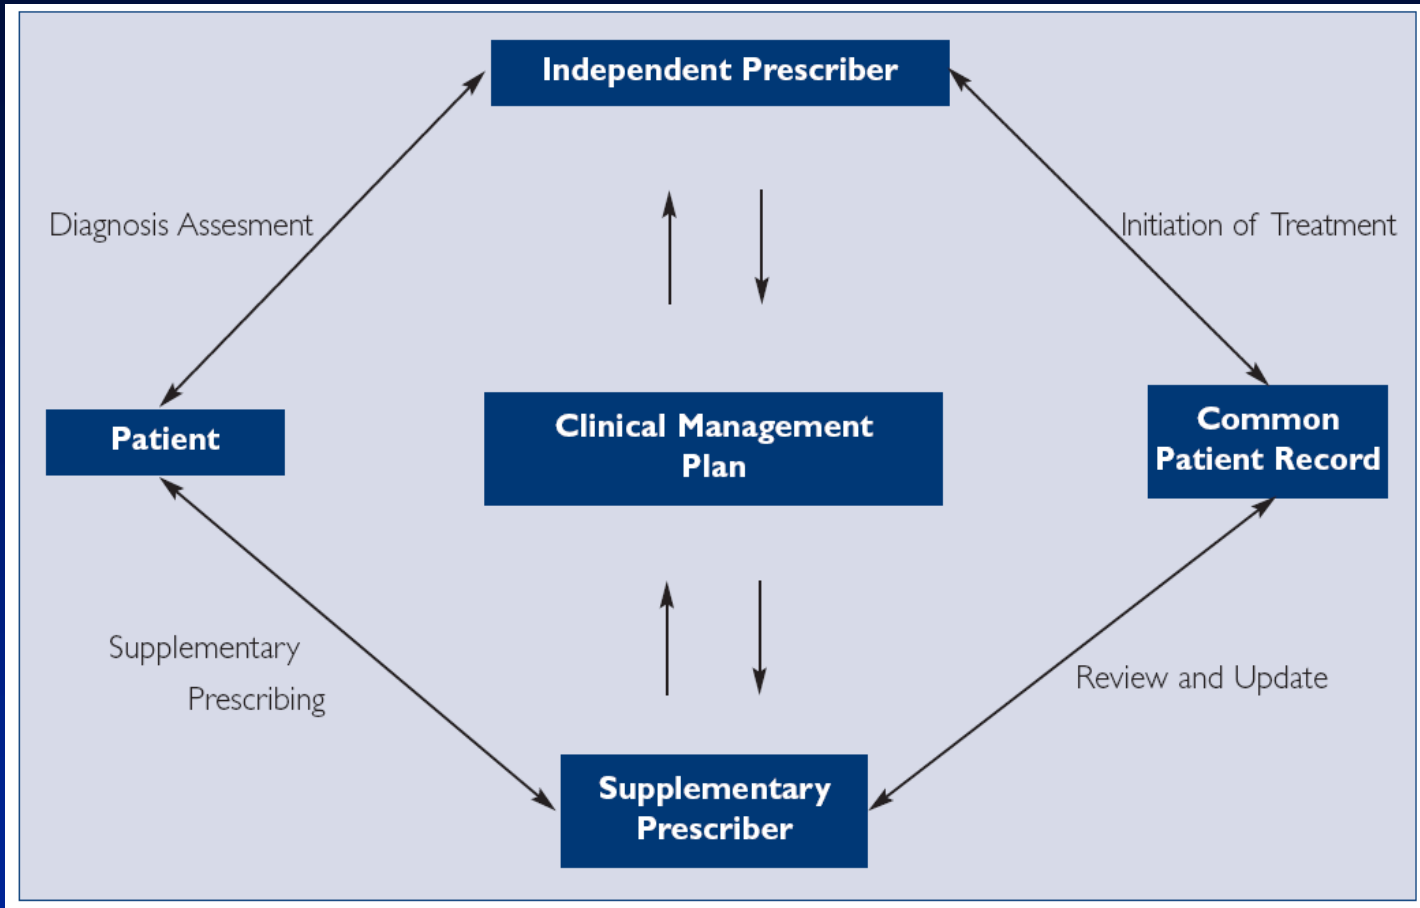 Independent Prescriber
Diagnosis Assesment
Initiation of Treatment
Patient
Clinical Management
Plan
Common
Patient Record
Supplementary
Prescribing
Review and Update
Supplementary
Prescriber